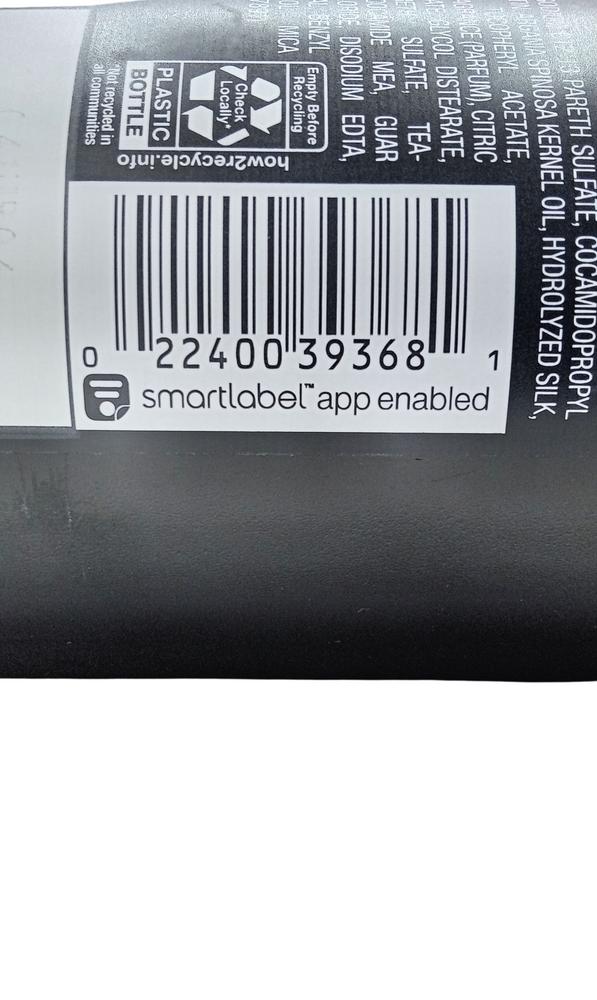 PARETH SULFATE, COCAMIDOPROPYL
SPINOSA KERNEL OIL, HYDROLYZED SILK,
ACETATE,
(PARFUM), CITRIC
DISTEARATE,
SULFATE, TEA-
MEA, GUAR
DISODIUM EDTA,
BENZYL
MICA
how2recycle.info
Empty Before
Recycling
Check
Locally*
PLASTIC
BOTTLE
*Not recycled in
all communities
0 22400 39368 1
smartlabel™ app enabled